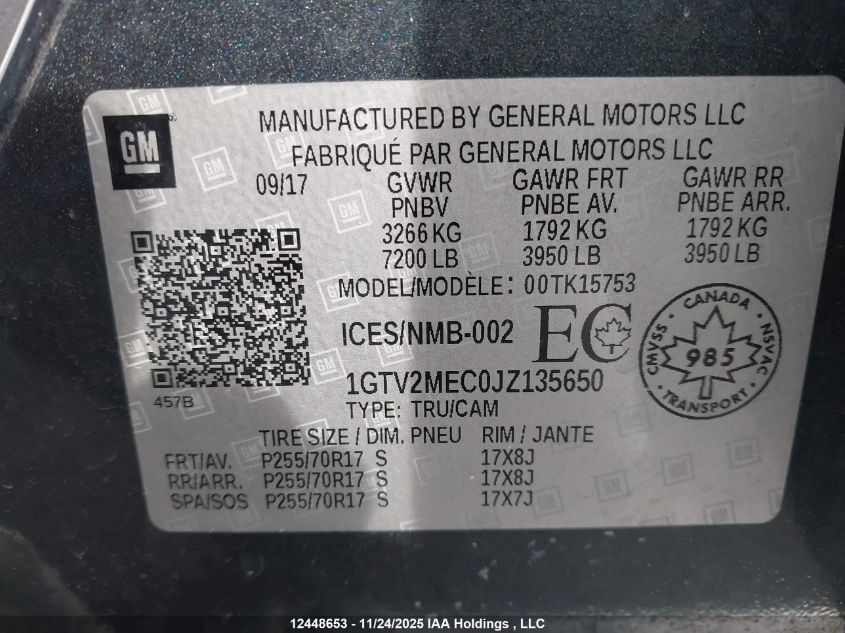 GM
MANUFACTURED BY GENERAL MOTORS LLC
FABRIQUÉ PAR GENERAL MOTORS LLC
09/17 GVWR GAWR FRT GAWR RR
PNBV PNBE AV. PNBE ARR.
3266 KG 1792 KG 1792 KG
7200 LB 3950 LB 3950 LB
MODEL/MODÈLE: 00TK15753
ICES/NMB-002 EC
CANADA
CMVSS 985 NSVAC
TRANSPORT
1GTV2MEC0JZ135650
457B
TYPE: TRU/CAM
TIRE SIZE / DIM. PNEU RIM / JANTE
FRT/AV. P255/70R17 S 17X8J
RR/ARR. P255/70R17 S 17X8J
SPA/SOS P255/70R17 S 17X7J
12448653 - 11/24/2025 IAA Holdings , LLC